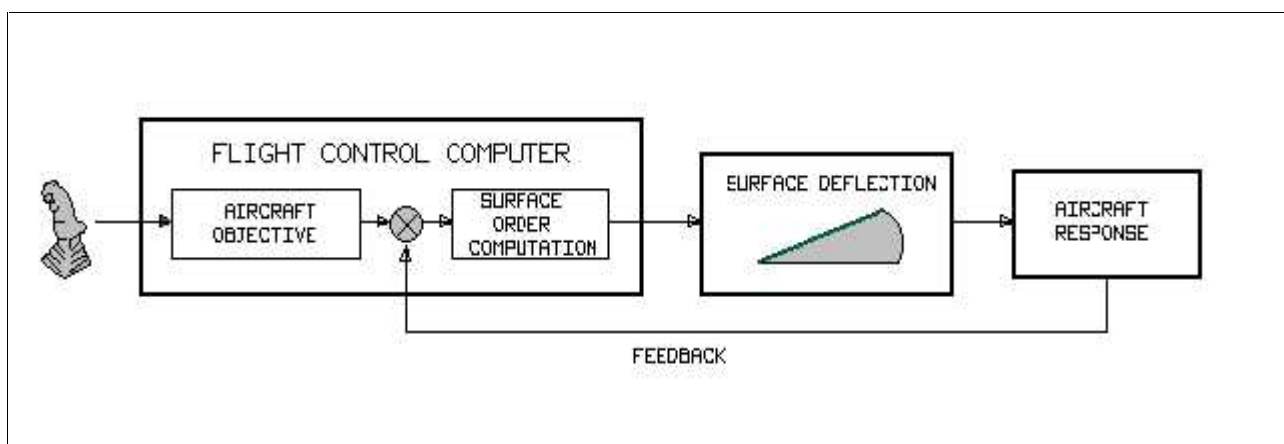 FLIGHT CONTROL COMPUTER
AIRCRAFT
OBJECTIVE
SURFACE
ORDER
COMPUTATION
SURFACE DEFLECTION
AIRCRAFT
RESPONSE
FEEDBACK